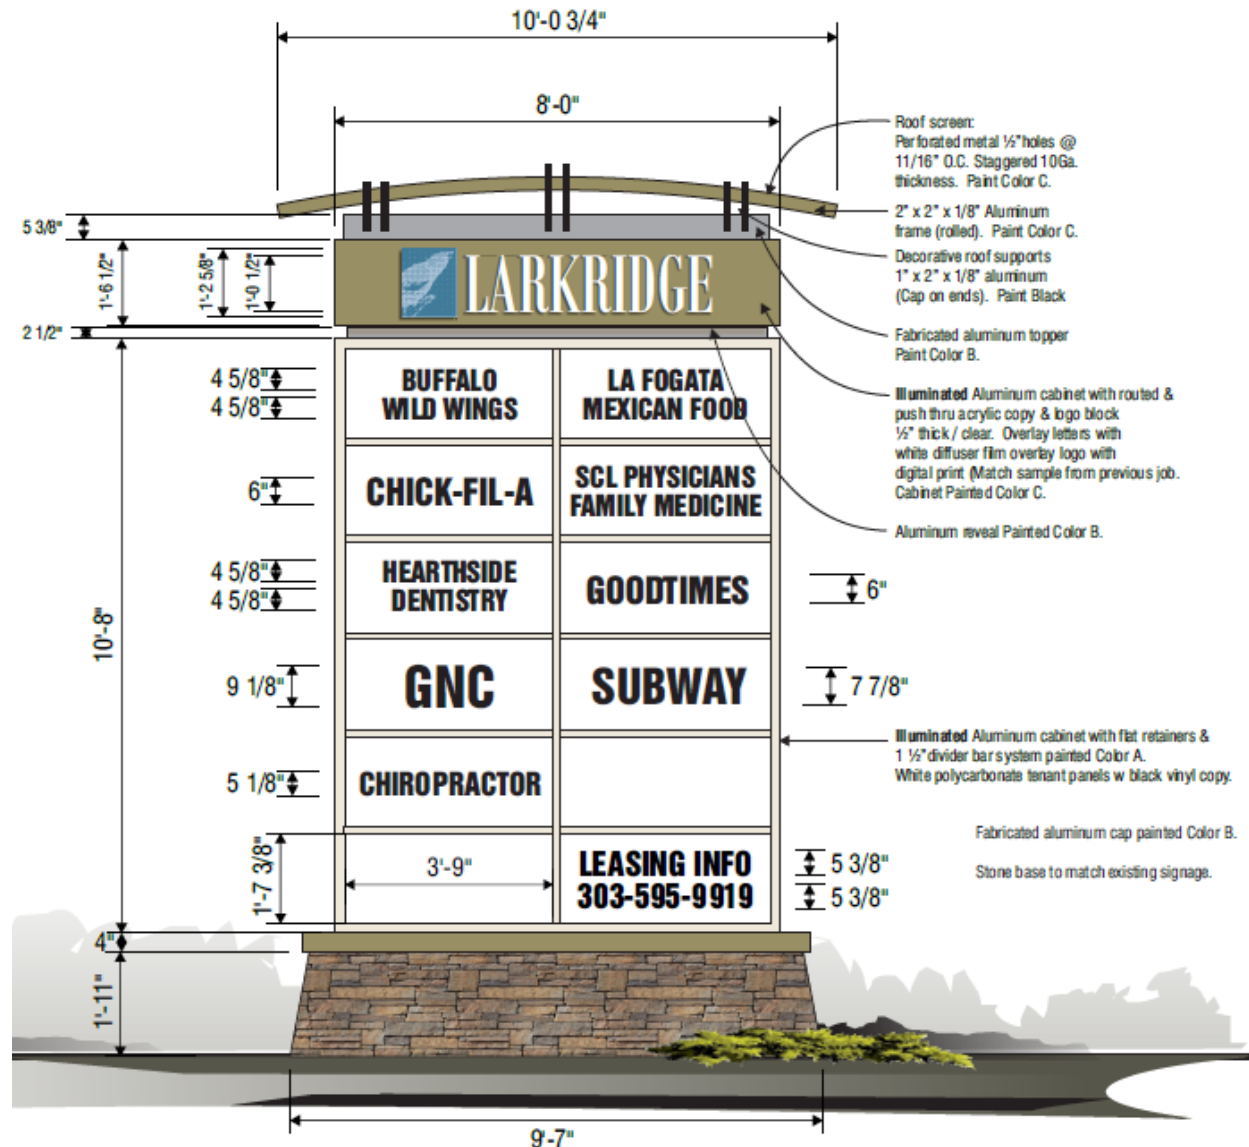 10'-0 3/4"
8'-0"
Roof screen:
Perforated metal ½" holes @
11/16" O.C. Staggered 10Ga.
thickness. Paint Color C.
2" x 2" x 1/8" Aluminum
frame (rolled). Paint Color C.
Decorative roof supports
1" x 2" x 1/8" aluminum
(Cap on ends). Paint Black
Fabricated aluminum topper
Paint Color B.
Illuminated Aluminum cabinet with routed &
push thru acrylic copy & logo block
½" thick / clear. Overlay letters with
white diffuser film overlay logo with
digital print (Match sample from previous job.
Cabinet Painted Color C.
Aluminum reveal Painted Color B.
5 3/8"
1'-6 1/2"
1'-2 5/8"
1'-0 1/2"
2 1/2"
LARKRIDGE
4 5/8"
4 5/8"
BUFFALO
WILD WINGS
LA FOGATA
MEXICAN FOOD
6"
CHICK-FIL-A
SCL PHYSICIANS
FAMILY MEDICINE
4 5/8"
4 5/8"
HEARTHSIDE
DENTISTRY
GOODTIMES
6"
10'-8"
9 1/8"
GNC
SUBWAY
7 7/8"
Illuminated Aluminum cabinet with flat retainers &
1 ½" divider bar system painted Color A.
White polycarbonate tenant panels w black vinyl copy.
5 1/8"
CHIROPRACTOR
Fabricated aluminum cap painted Color B.
Stone base to match existing signage.
1'-7 3/8"
3'-9"
LEASING INFO
303-595-9919
5 3/8"
5 3/8"
4"
1'-11"
9'-7"